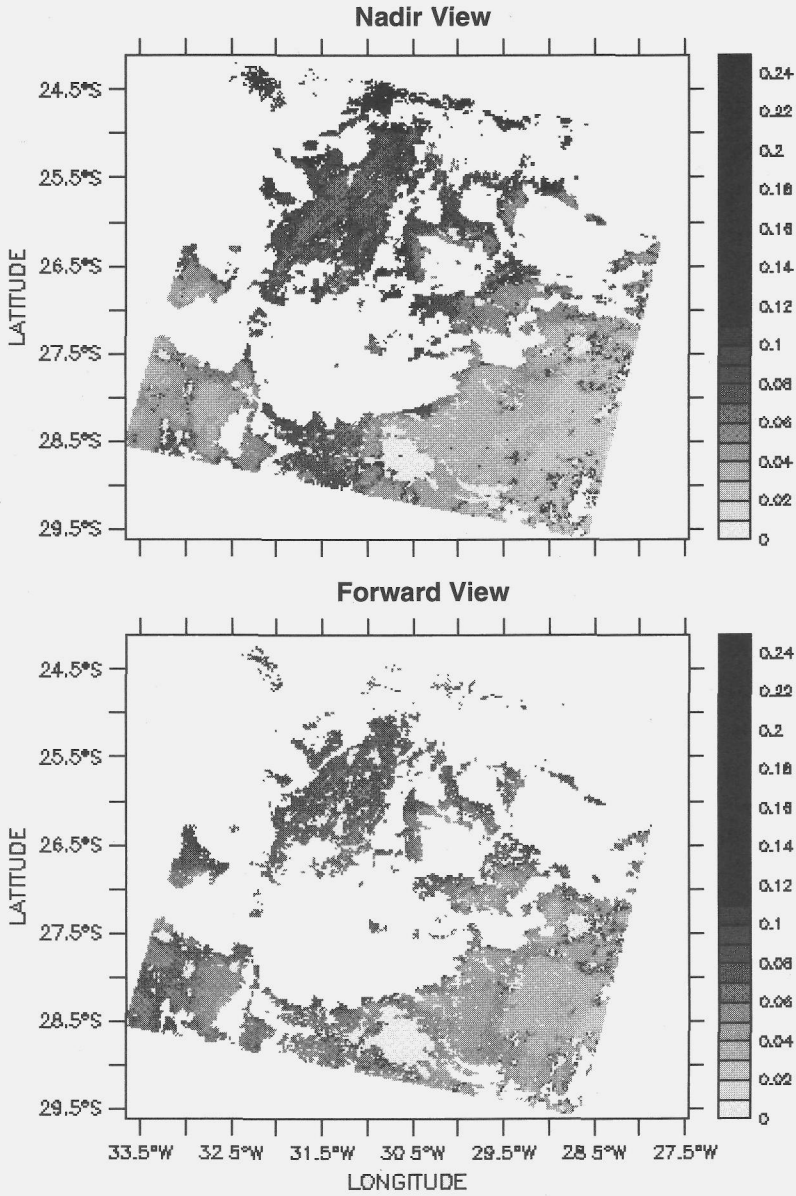 Nadir View
24.5°S
25.5°S
26.5°S
27.5°S
28.5°S
29.5°S
LATITUDE
0.24
0.22
0.2
0.18
0.16
0.14
0.12
0.1
0.08
0.06
0.04
0.02
0
Forward View
24.5°S
25.5°S
26.5°S
27.5°S
28.5°S
29.5°S
LATITUDE
0.24
0.22
0.2
0.18
0.16
0.14
0.12
0.1
0.08
0.06
0.04
0.02
0
33.5°W 32.5°W 31.5°W 30.5°W 29.5°W 28.5°W 27.5°W
LONGITUDE